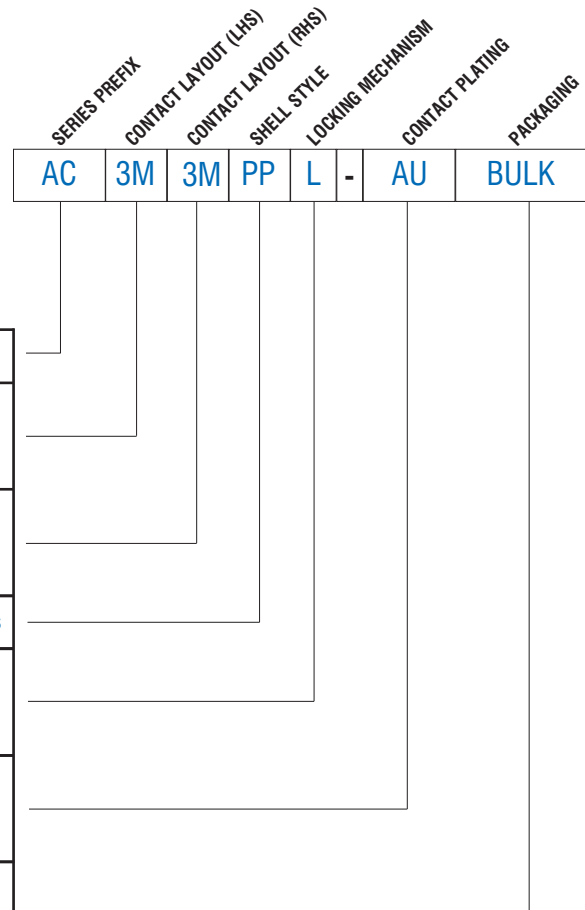 SERIES PREFIX
CONTACT LAYOUT (LHS)
CONTACT LAYOUT (RHS)
SHELL STYLE
LOCKING MECHANISM
CONTACT PLATING
PACKAGING
AC 3M 3M PP L - AU BULK